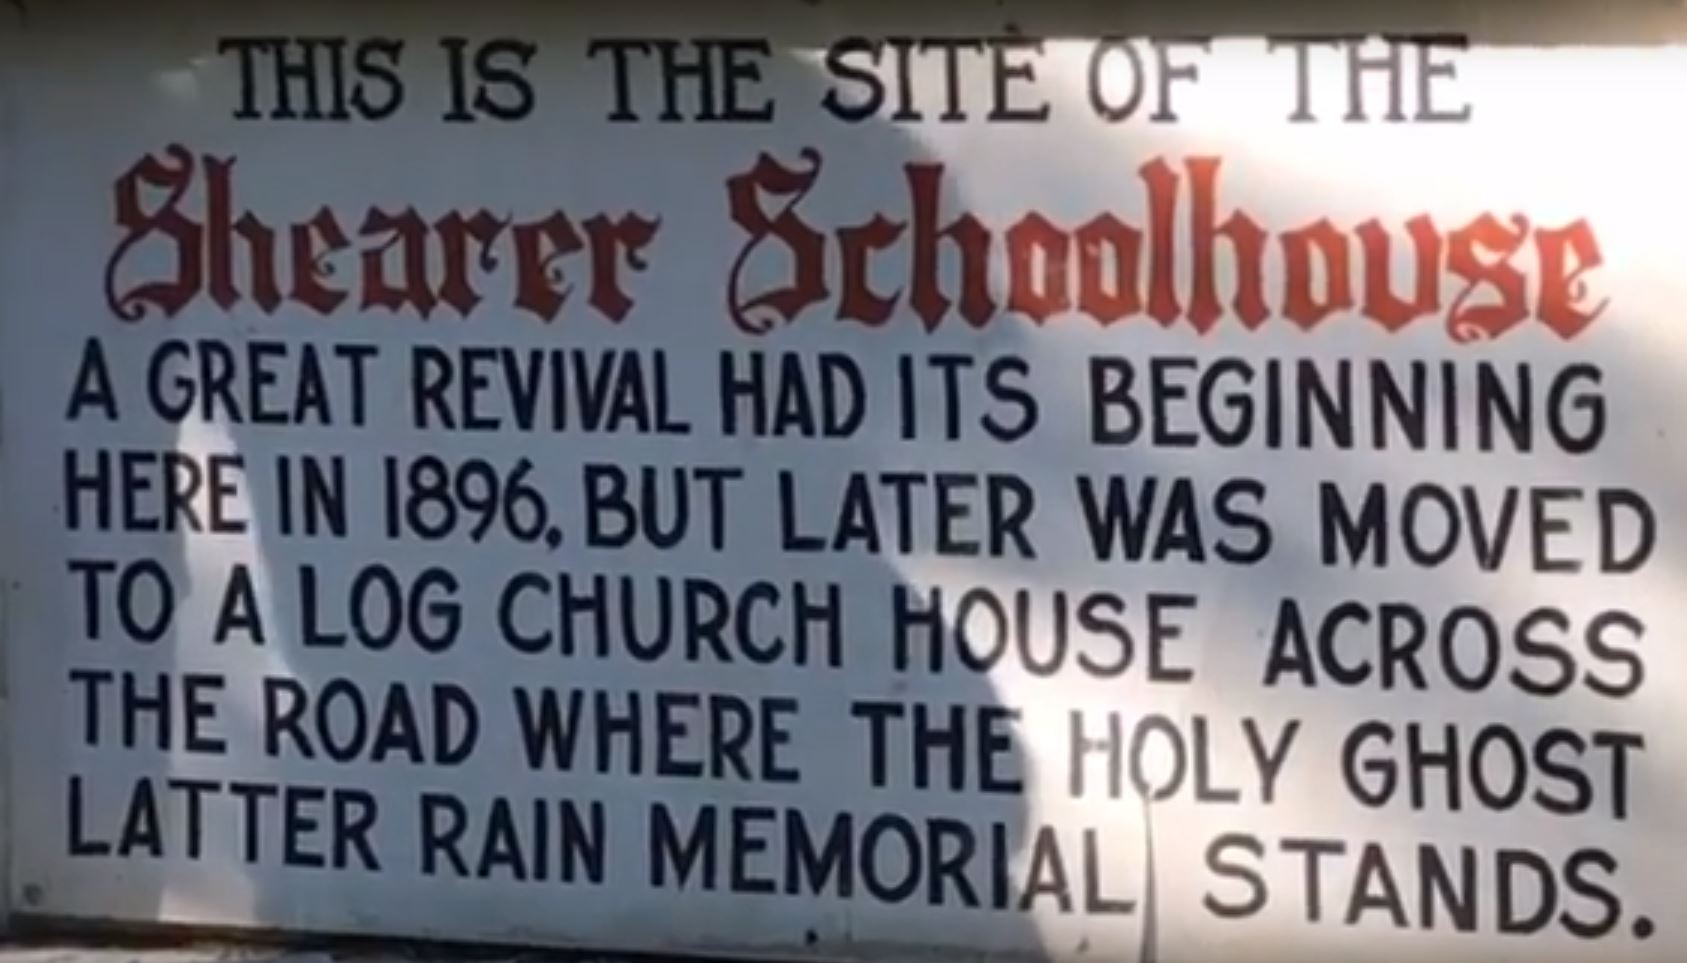 THIS IS THE SITE OF THE
Shearer Schoolhouse
A GREAT REVIVAL HAD ITS BEGINNING
HERE IN 1896, BUT LATER WAS MOVED
TO A LOG CHURCH HOUSE ACROSS
THE ROAD WHERE THE HOLY GHOST
LATTER RAIN MEMORIAL STANDS.